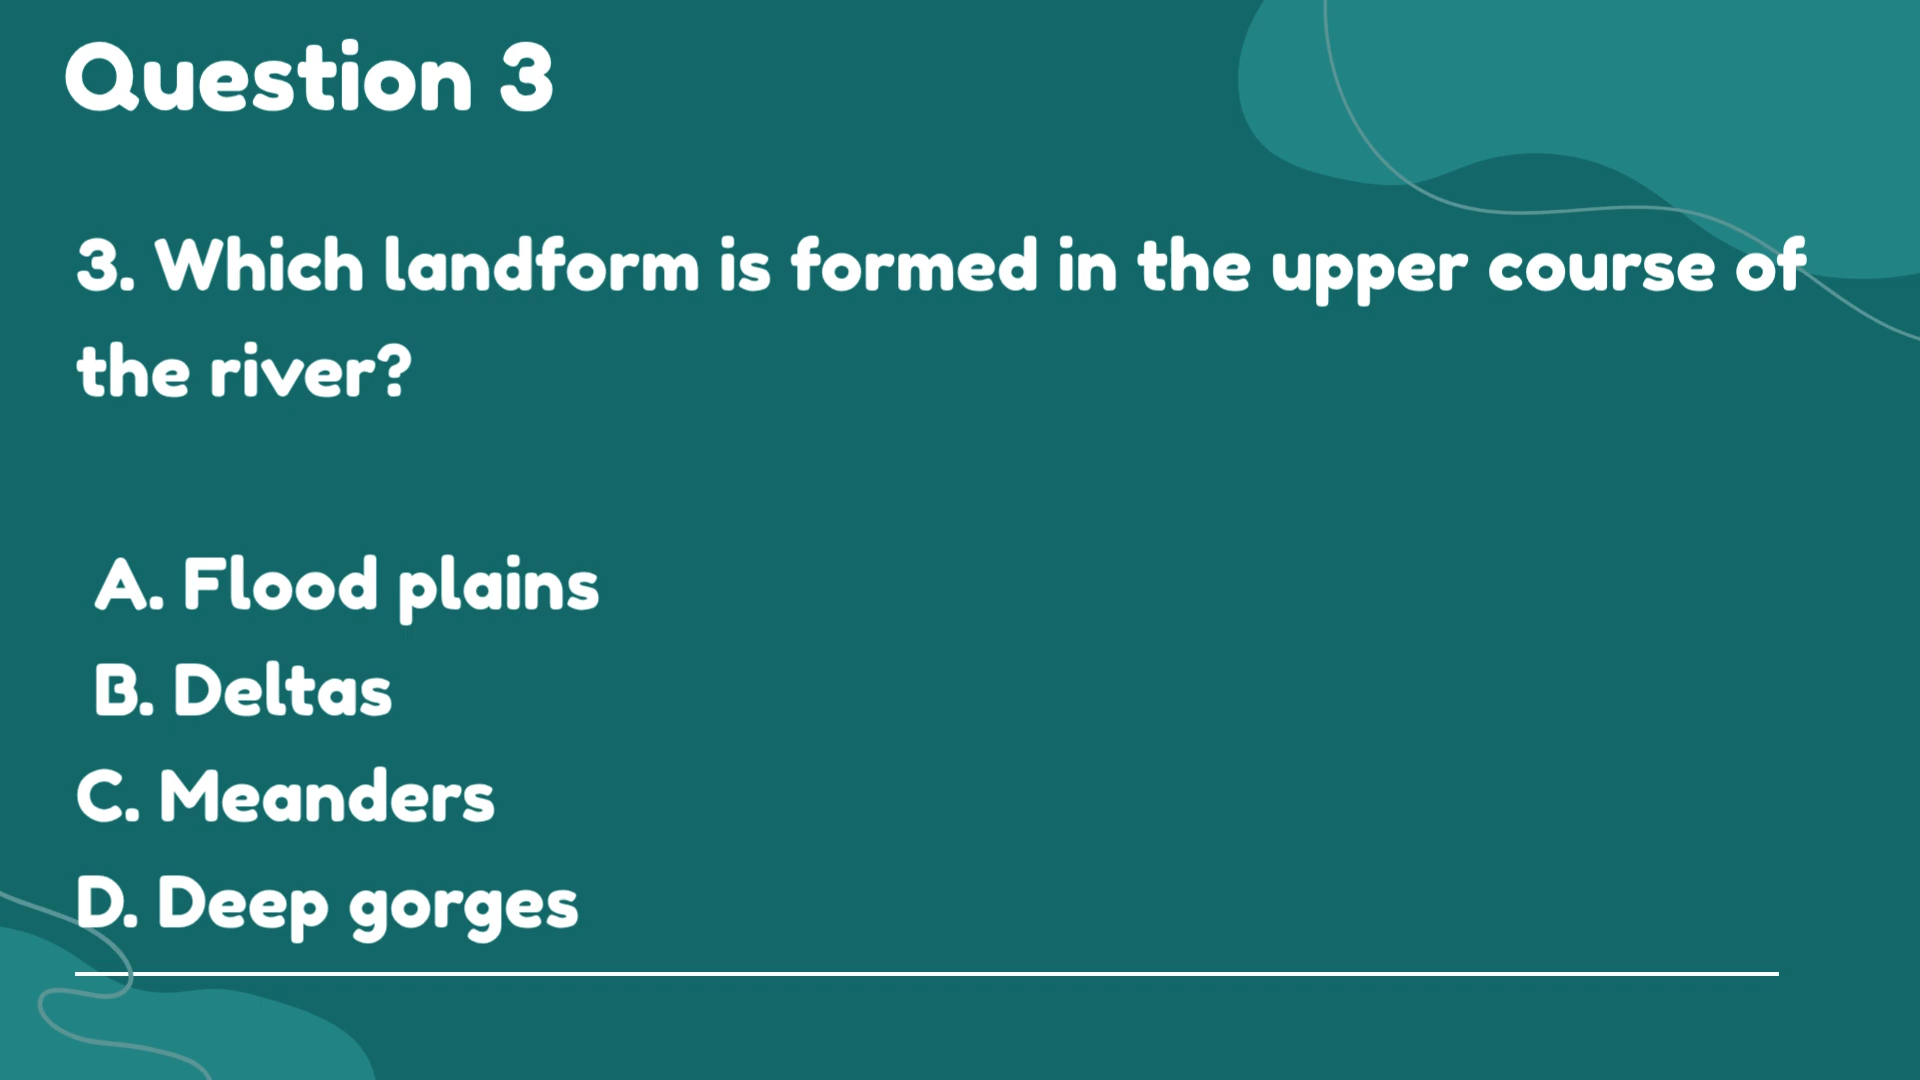 Question 3
3. Which landform is formed in the upper course of
the river?
A. Flood plains
B. Deltas
C. Meanders
D. Deep gorges